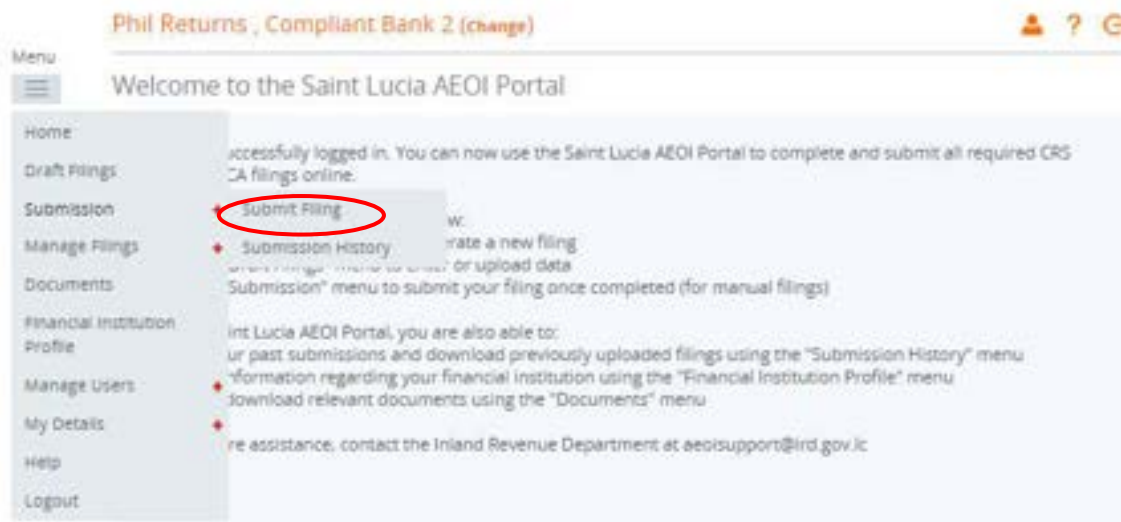 Phil Returns , Compliant Bank 2 (Change)
?
Menu
Welcome to the Saint Lucia AEOI Portal
Home
Draft Filings
Submission
Manage Filings
Documents
Financial Institution
Profile
Manage Users
My Details
Help
Logout
Submit Filing
Submission History
uccessfully logged in. You can now use the Saint Lucia AEOI Portal to complete and submit all required CRS
CA filings online.
w:
rate a new filing
or upload data
Submission" menu to submit your filing once completed (for manual filings)
int Lucia AEOI Portal, you are also able to:
ur past submissions and download previously uploaded filings using the "Submission History" menu
nformation regarding your financial institution using the "Financial Institution Profile" menu
download relevant documents using the "Documents" menu
re assistance, contact the Inland Revenue Department at aeoisupport@ird.gov.lc